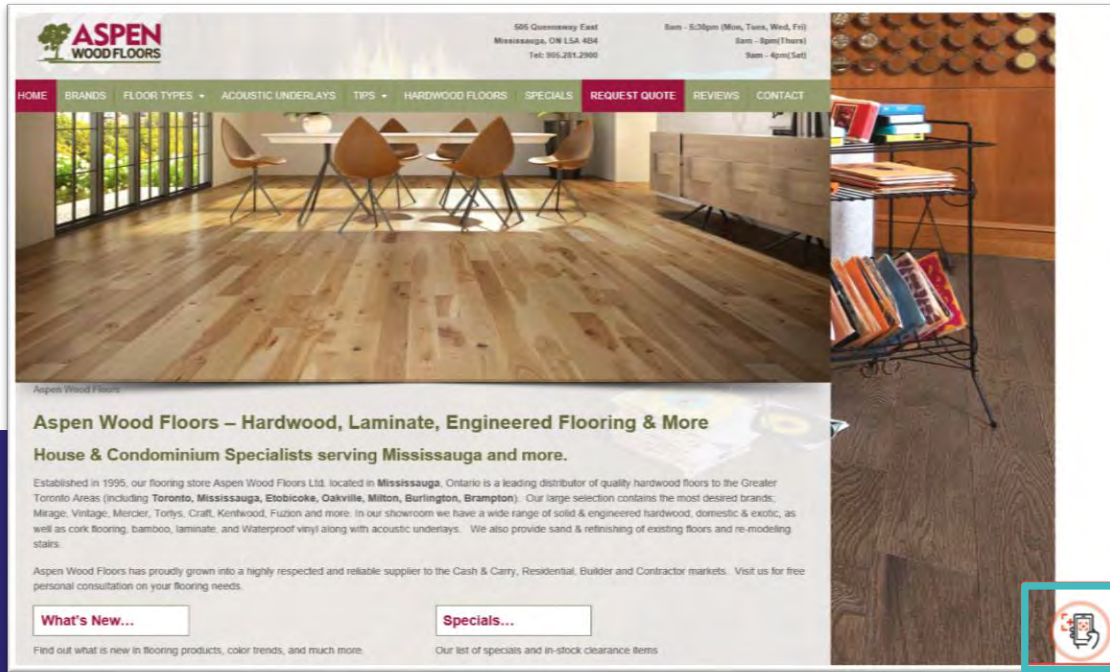 ASPEN
WOOD FLOORS
505 Queensway East
Mississauga, ON L5A 4B4
Tel: 905.281.2900
8am - 5:30pm (Mon, Tues, Wed, Fri)
8am - 8pm(Thurs)
9am - 4pm(Sat)
HOME BRANDS FLOOR TYPES ACOUSTIC UNDERLAYS TIPS HARDWOOD FLOORS SPECIALS REQUEST QUOTE REVIEWS CONTACT
Aspen Wood Floors
Aspen Wood Floors – Hardwood, Laminate, Engineered Flooring & More
House & Condominium Specialists serving Mississauga and more.
Established in 1995, our flooring store Aspen Wood Floors Ltd. located in Mississauga, Ontario is a leading distributor of quality hardwood floors to the Greater
Toronto Areas (including Toronto, Mississauga, Etobicoke, Oakville, Milton, Burlington, Brampton). Our large selection contains the most desired brands;
Mirage, Vintage, Mercier, Torlys, Craft, Kentwood, Fuzion and more. In our showroom we have a wide range of solid & engineered hardwood, domestic & exotic, as
well as cork flooring, bamboo, laminate, and Waterproof vinyl along with acoustic underlays. We also provide sand & refinishing of existing floors and re-modeling
stairs.
Aspen Wood Floors has proudly grown into a highly respected and reliable supplier to the Cash & Carry, Residential, Builder and Contractor markets. Visit us for free
personal consultation on your flooring needs.
What's New...
Specials...
Find out what is new in flooring products, color trends, and much more.
Our list of specials and in-stock clearance items